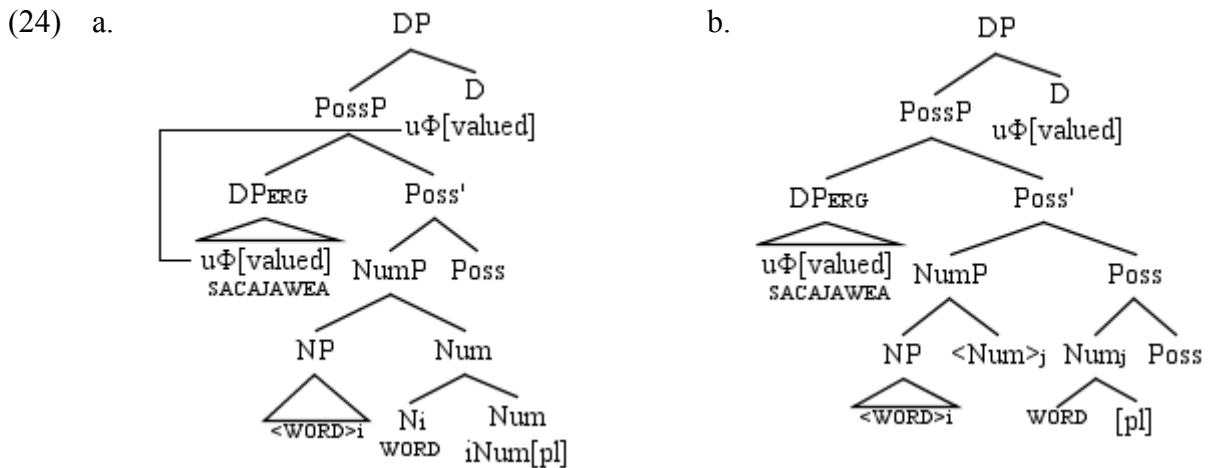 (24) a. DP b. DP
D D
PossP PossP
uΦ[valued] uΦ[valued]
DPERG Poss' DPERG Poss'
uΦ[valued] NumP Poss uΦ[valued] NumP Poss
SACAJAWEA SACAJAWEA
NP Num NP <Num>j Numj Poss
<WORD>i Ni Num <WORD>i WORD [pl]
WORD iNum[pl]